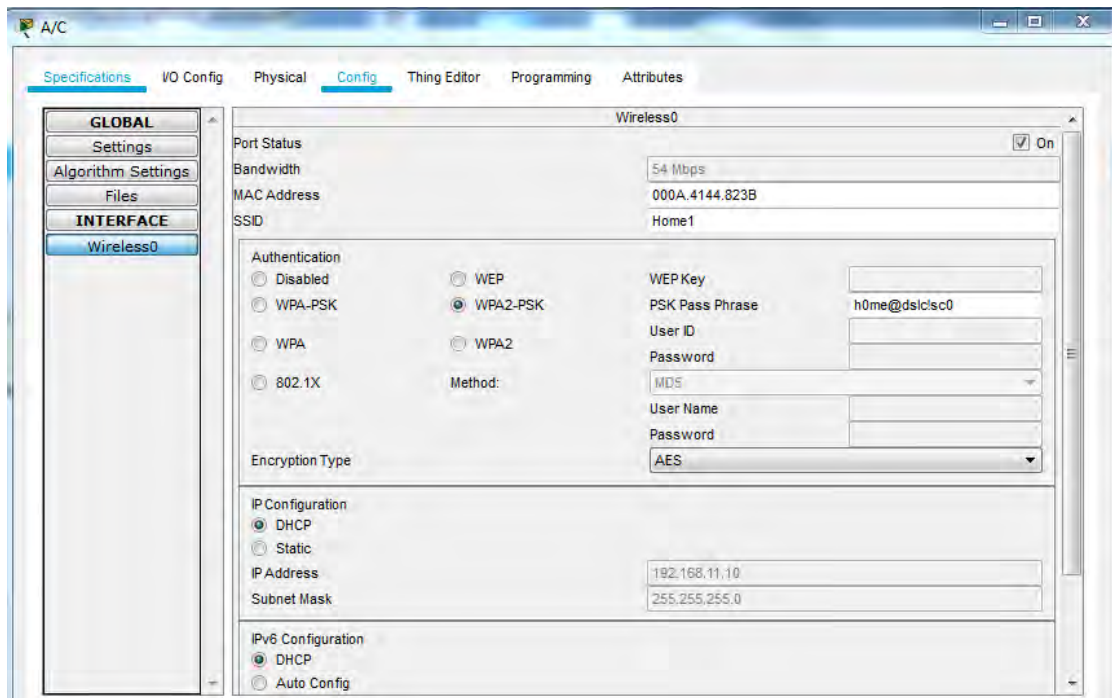 A/C
Specifications I/O Config Physical Config Thing Editor Programming Attributes
GLOBAL
Settings
Algorithm Settings
Files
INTERFACE
Wireless0
Wireless0
Port Status On
Bandwidth 54 Mbps
MAC Address 000A.4144.823B
SSID Home1
Authentication
Disabled WEP WEP Key
WPA-PSK WPA2-PSK PSK Pass Phrase h0me@dslc!sc0
User ID
WPA WPA2
Password
802.1X Method: MD5
User Name
Password
Encryption Type AES
IP Configuration
DHCP
Static
IP Address 192.168.11.10
Subnet Mask 255.255.255.0
IPv6 Configuration
DHCP
Auto Config